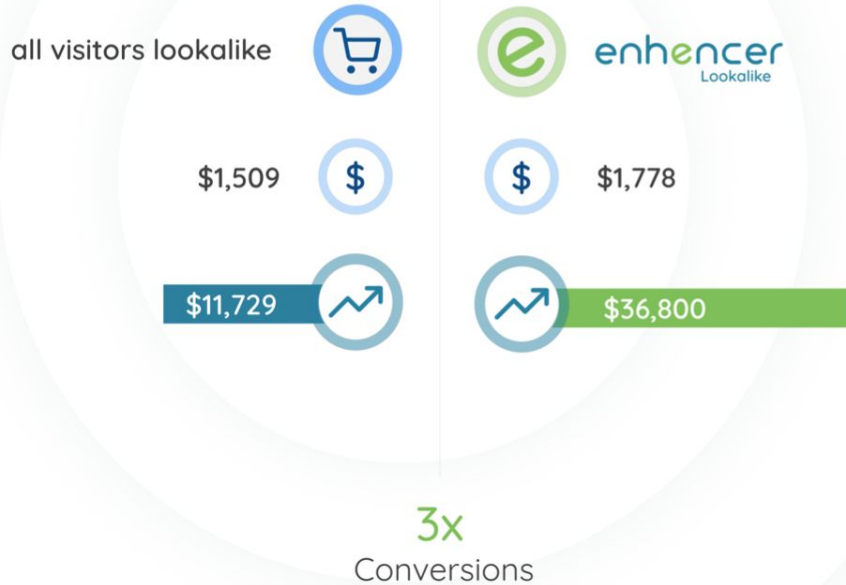 all visitors lookalike
enhencer
Lookalike
$1,509
$
$
$1,778
$11,729
$36,800
3x
Conversions